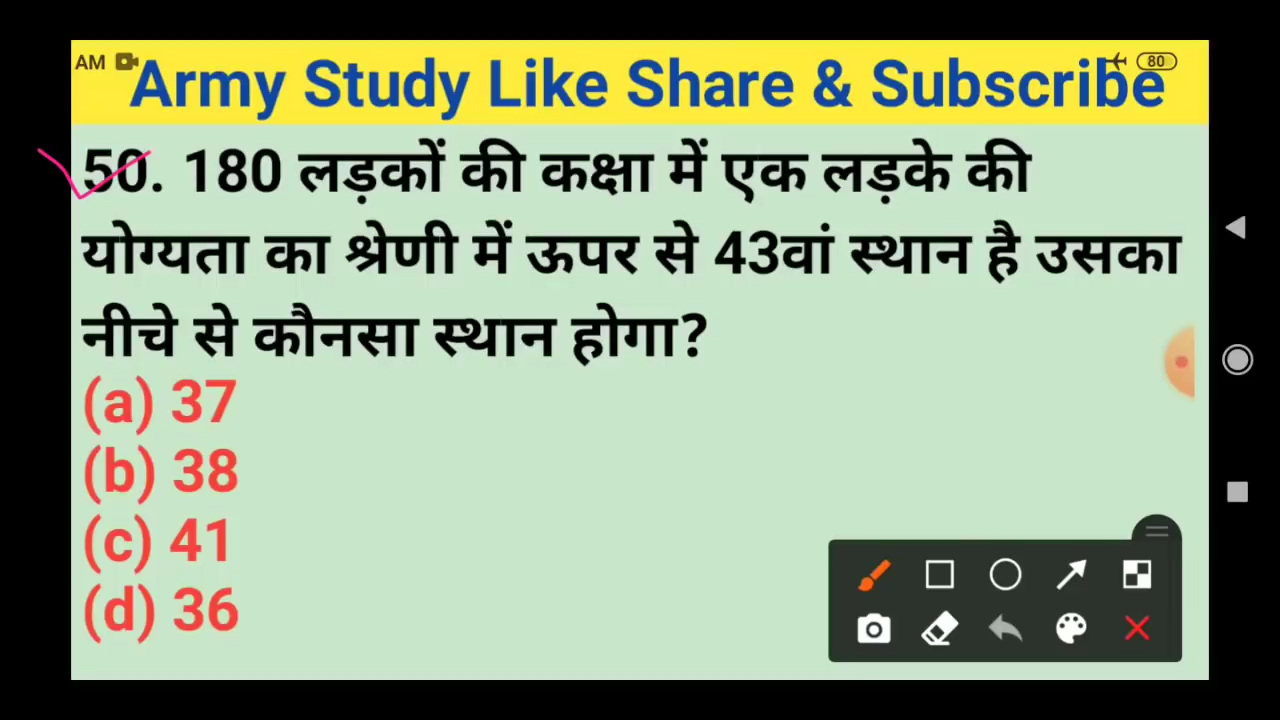 AM
80
Army Study Like Share & Subscribe
50. 180 लड़कों की कक्षा में एक लड़के की
योग्यता का श्रेणी में ऊपर से 43वां स्थान है उसका
नीचे से कौनसा स्थान होगा?
(a) 37
(b) 38
(c) 41
(d) 36